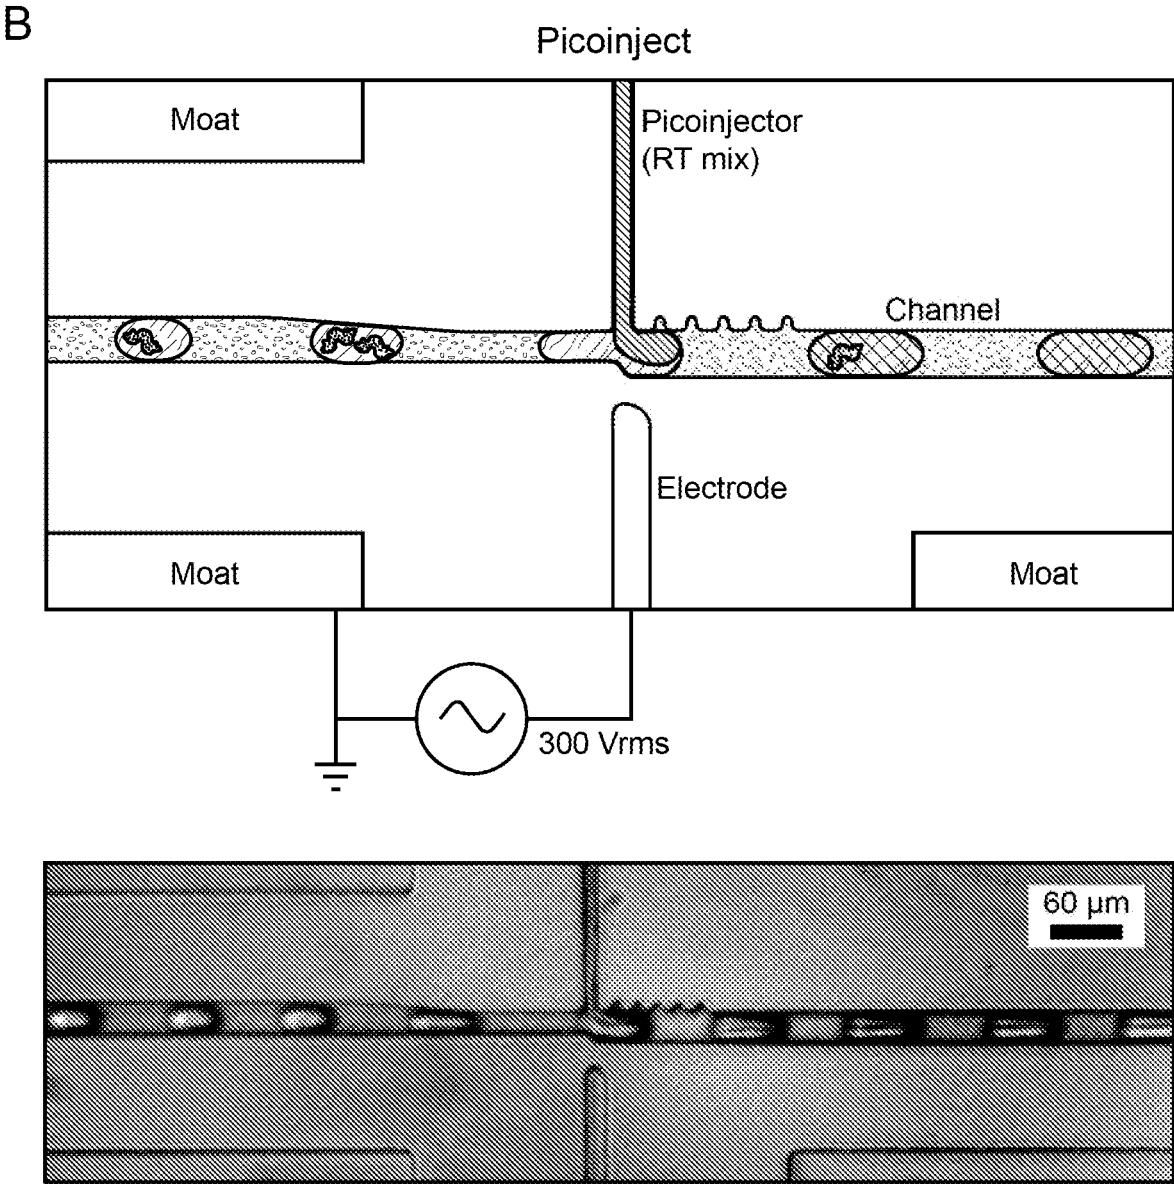 B
Picoinject
Moat
Picoinjector
(RT mix)
Channel
Electrode
Moat
Moat
300 Vrms
60 μm